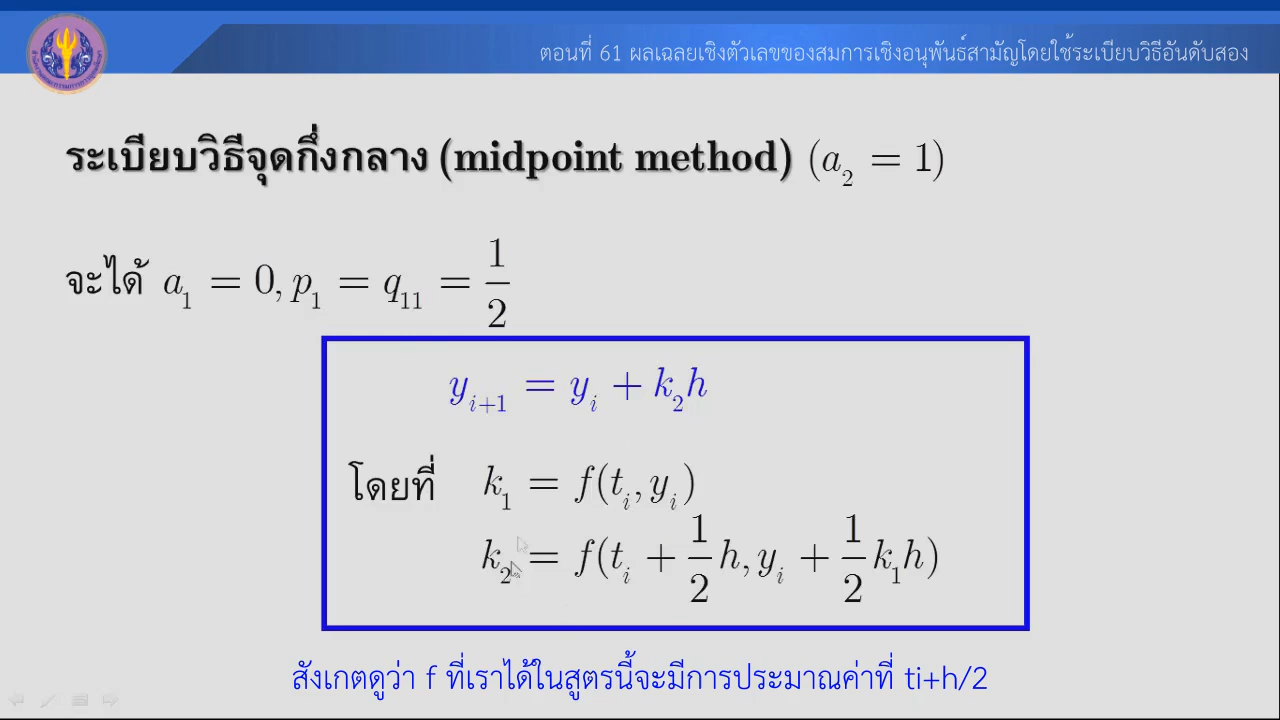 ตอนที่ 61 ผลเฉลยเชิงตัวเลขของสมการเชิงอนุพันธ์สามัญโดยใช้ระเบียบวิธีอันดับสอง
ระเบียบวิธีจุดกึ่งกลาง (midpoint method) (a₂ = 1)
จะได้ a₁ = 0, p₁ = q₁₁ = 1/2
yᵢ₊₁ = yᵢ + k₂h
โดยที่ k₁ = f(tᵢ, yᵢ)
k₂ = f(tᵢ + 1/2 h, yᵢ + 1/2 k₁h)
สังเกตดูว่า f ที่เราได้ในสูตรนี้จะมีการประมาณค่าที่ ti+h/2